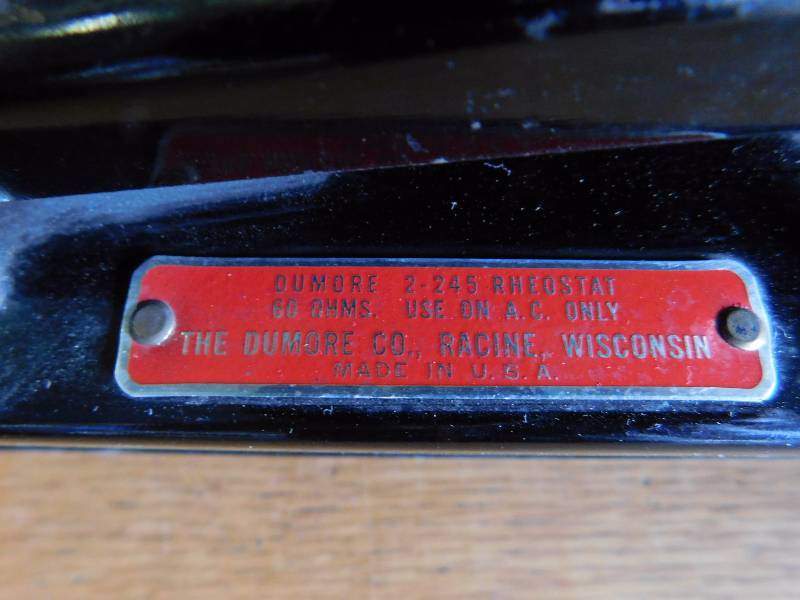 DUMORE 2-245 RHEOSTAT
60 OHMS. USE ON A.C. ONLY
THE DUMORE CO., RACINE, WISCONSIN
MADE IN U.S.A.